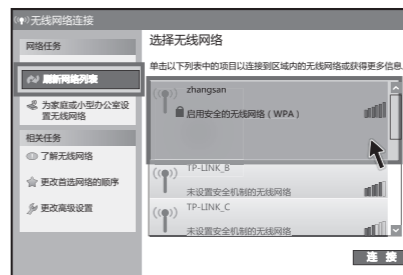 无线网络连接
网络任务
刷新网络列表
为家庭或小型办公室设
置无线网络
相关任务
了解无线网络
更改首选网络的顺序
更改高级设置
选择无线网络
单击以下列表中的项目以连接到区域内的无线网络或获得更多信息
zhangsan
启用安全的无线网络（WPA）
TP-LINK_B
未设置安全机制的无线网络
TP-LINK_C
未设置安全机制的无线网络
连 接